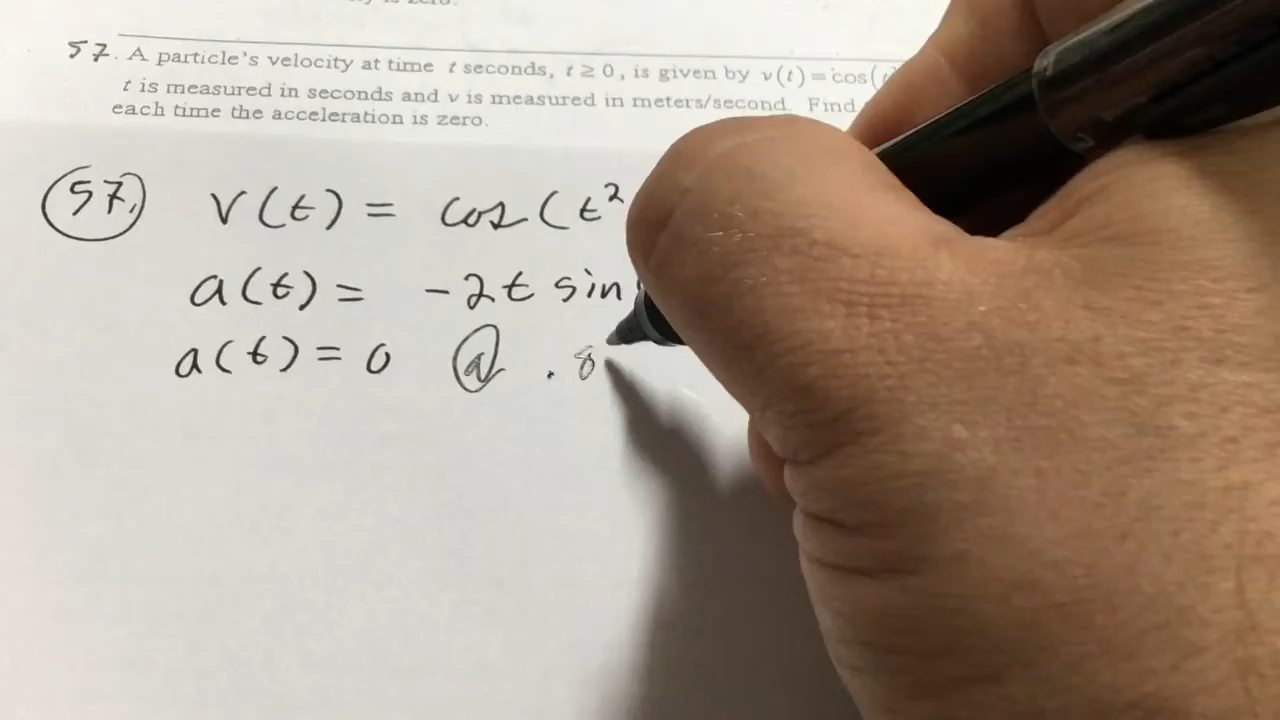 57. A particle's velocity at time t seconds, t ≥ 0, is given by v(t)=cos(t
t is measured in seconds and v is measured in meters/second. Find
each time the acceleration is zero.
57. v(t) = cos(t²
a(t) = -2t sin
a(t) = 0 @ .8